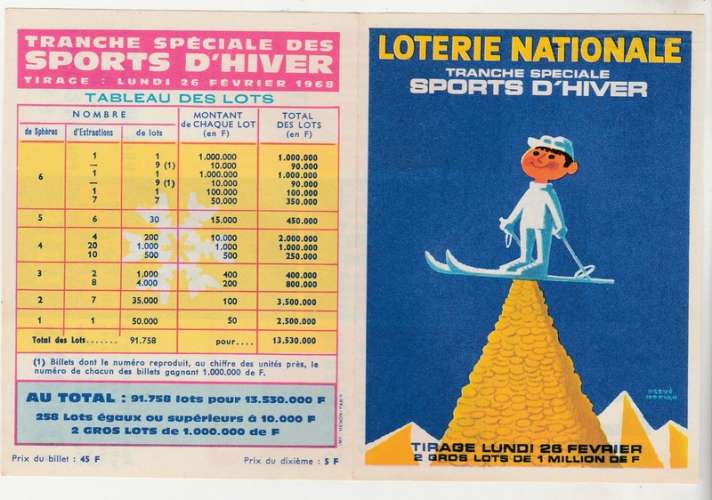 TRANCHE SPÉCIALE DES
SPORTS D'HIVER
TIRAGE : LUNDI 26 FÉVRIER 1968
TABLEAU DES LOTS
NOMBRE MONTANT TOTAL
de CHAQUE LOT DES LOTS
de Sphères d'Extractions de lots (en F) (en F)
1 1 1.000.000 1.000.000
— 9 (1) 10.000 90.000
6 1 1 1.000.000 1.000.000
— 9 (1) 10.000 90.000
1 1 100.000 100.000
7 7 50.000 350.000
5 6 30 15.000 450.000
4 200 10.000 2.000.000
4 20 1.000 1.000 1.000.000
10 500 500 250.000
3 2 1.000 400 400.000
8 4.000 200 800.000
2 7 35.000 100 3.500.000
1 1 50.000 50 2.500.000
Total des Lots....... 91.758 pour.... 13.530.000
(1) Billets dont le numéro reproduit, au chiffre des unités près, le
numéro de chacun des billets gagnant 1.000.000 de F.
AU TOTAL : 91.758 lots pour 13.530.000 F
258 Lots égaux ou supérieurs à 10.000 F
2 GROS LOTS de 1.000.000 de F
Prix du billet : 45 F Prix du dixième : 5 F
LOTERIE NATIONALE
TRANCHE SPECIALE
SPORTS D'HIVER
HERVÉ
MORVAN
TIRAGE LUNDI 26 FEVRIER
2 GROS LOTS DE 1 MILLION DE F